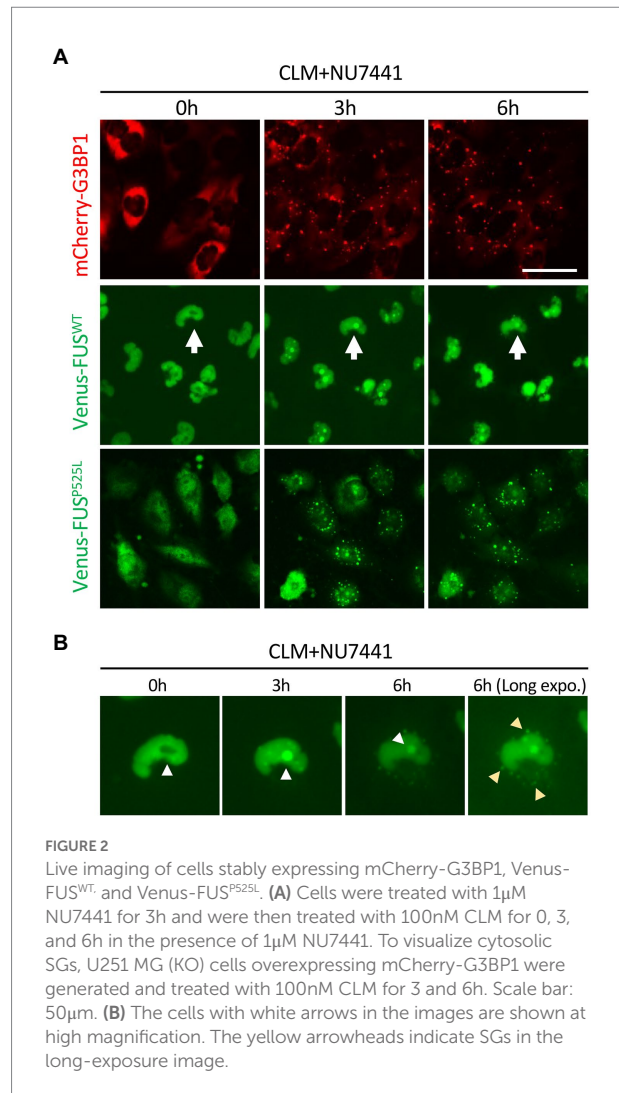 A
CLM+NU7441
0h 3h 6h
mCherry-G3BP1
Venus-FUSWT
Venus-FUSP525L
B
CLM+NU7441
0h 3h 6h 6h (Long expo.)
FIGURE 2
Live imaging of cells stably expressing mCherry-G3BP1, Venus-
FUSWT, and Venus-FUSP525L. (A) Cells were treated with 1μM
NU7441 for 3h and were then treated with 100nM CLM for 0, 3,
and 6h in the presence of 1μM NU7441. To visualize cytosolic
SGs, U251 MG (KO) cells overexpressing mCherry-G3BP1 were
generated and treated with 100nM CLM for 3 and 6h. Scale bar:
50μm. (B) The cells with white arrows in the images are shown at
high magnification. The yellow arrowheads indicate SGs in the
long-exposure image.